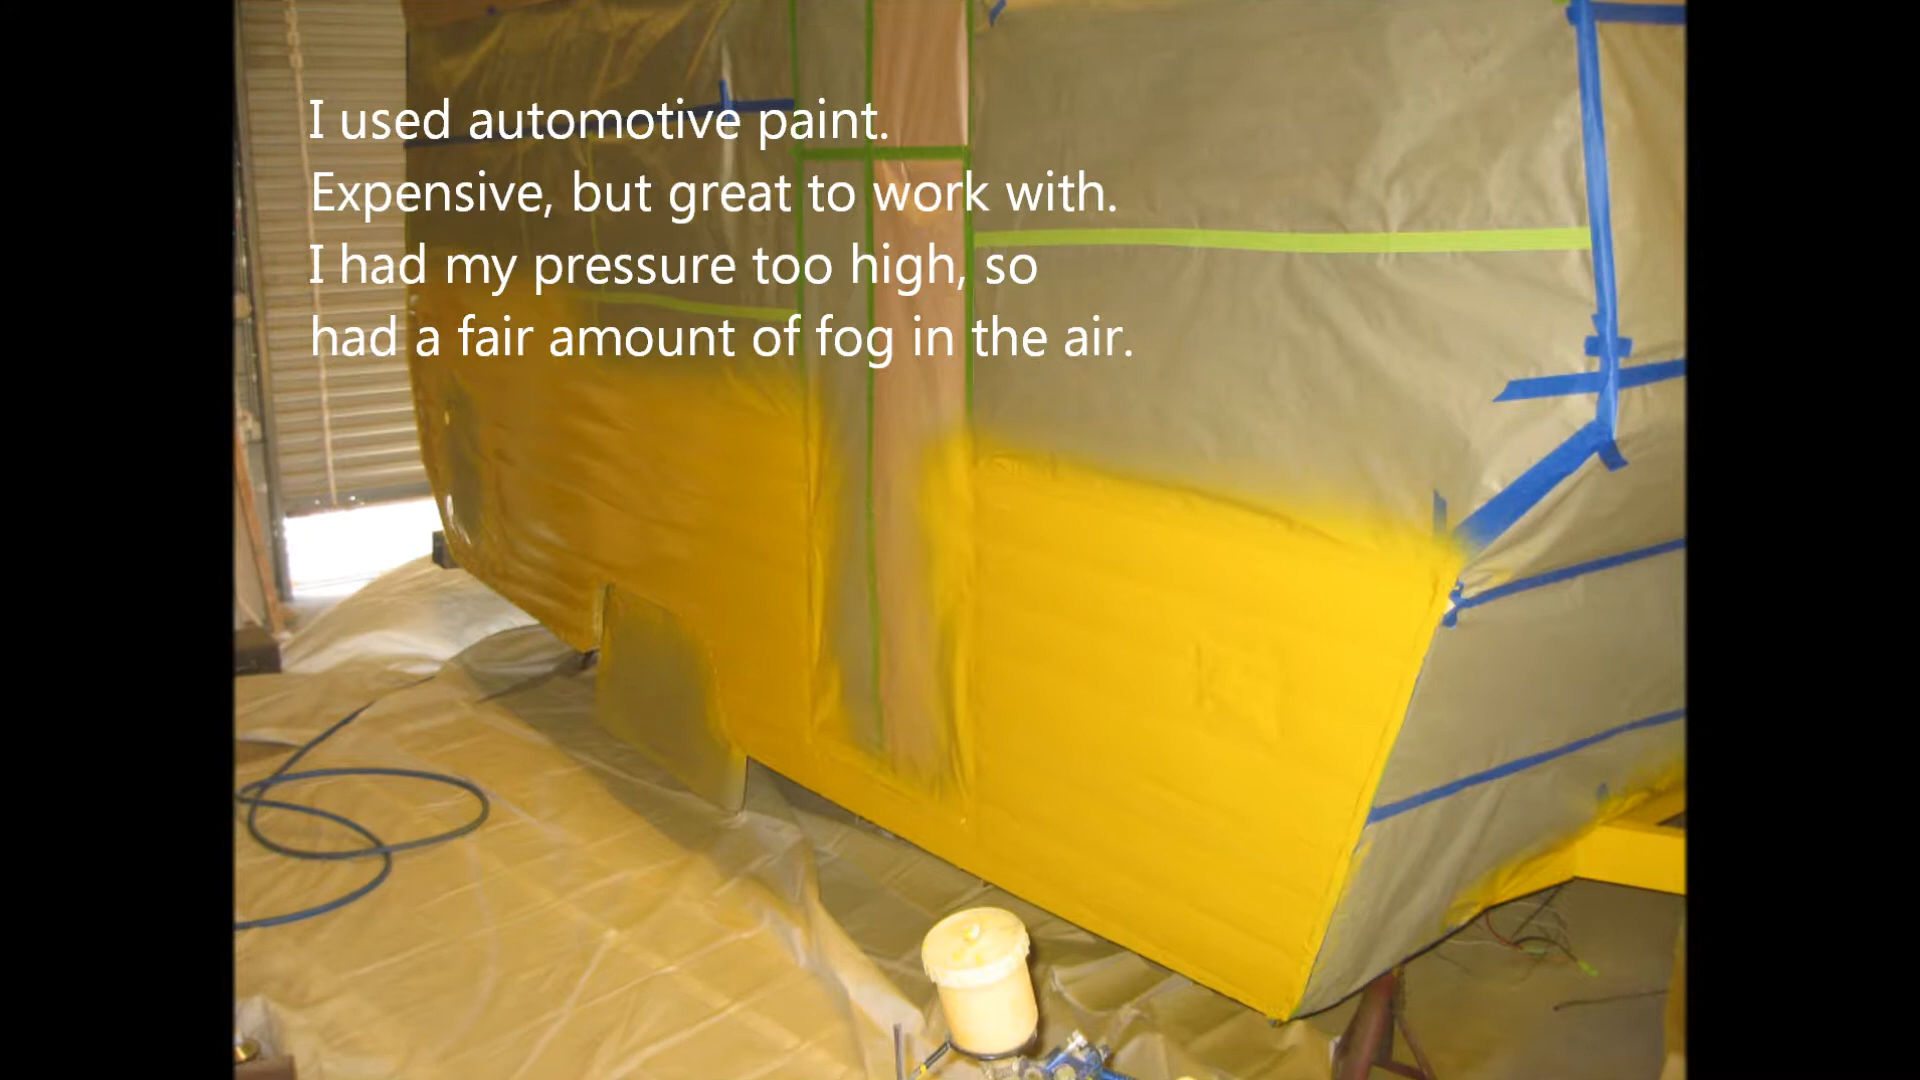 I used automotive paint.
Expensive, but great to work with.
I had my pressure too high, so
had a fair amount of fog in the air.